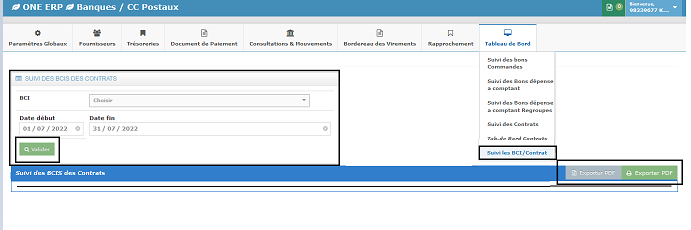 ONE ERP Banques / CC Postaux
0
Bienvenue,
98239677 K...
Paramètres Globaux Fournisseurs Trésoreries Document de Paiement Consultations & Mouvements Bordereau des Virements Rapprochement Tableau de Bord
Suivi des bons
Commandes
Suivi des Bons dépense
a comptant
Suivi des Bons dépense
a comptant Regroupes
Suivi des Contrats
Tab de Bord Contrats
Suivi les BCI/Contrat
SUIVI DES BCIS DES CONTRATS
BCI Choisir
Date début Date fin
01 / 07 / 2022 31 / 07 / 2022
Valider
Suivi des BCIS des Contrats Exporter PDF Exporter PDF